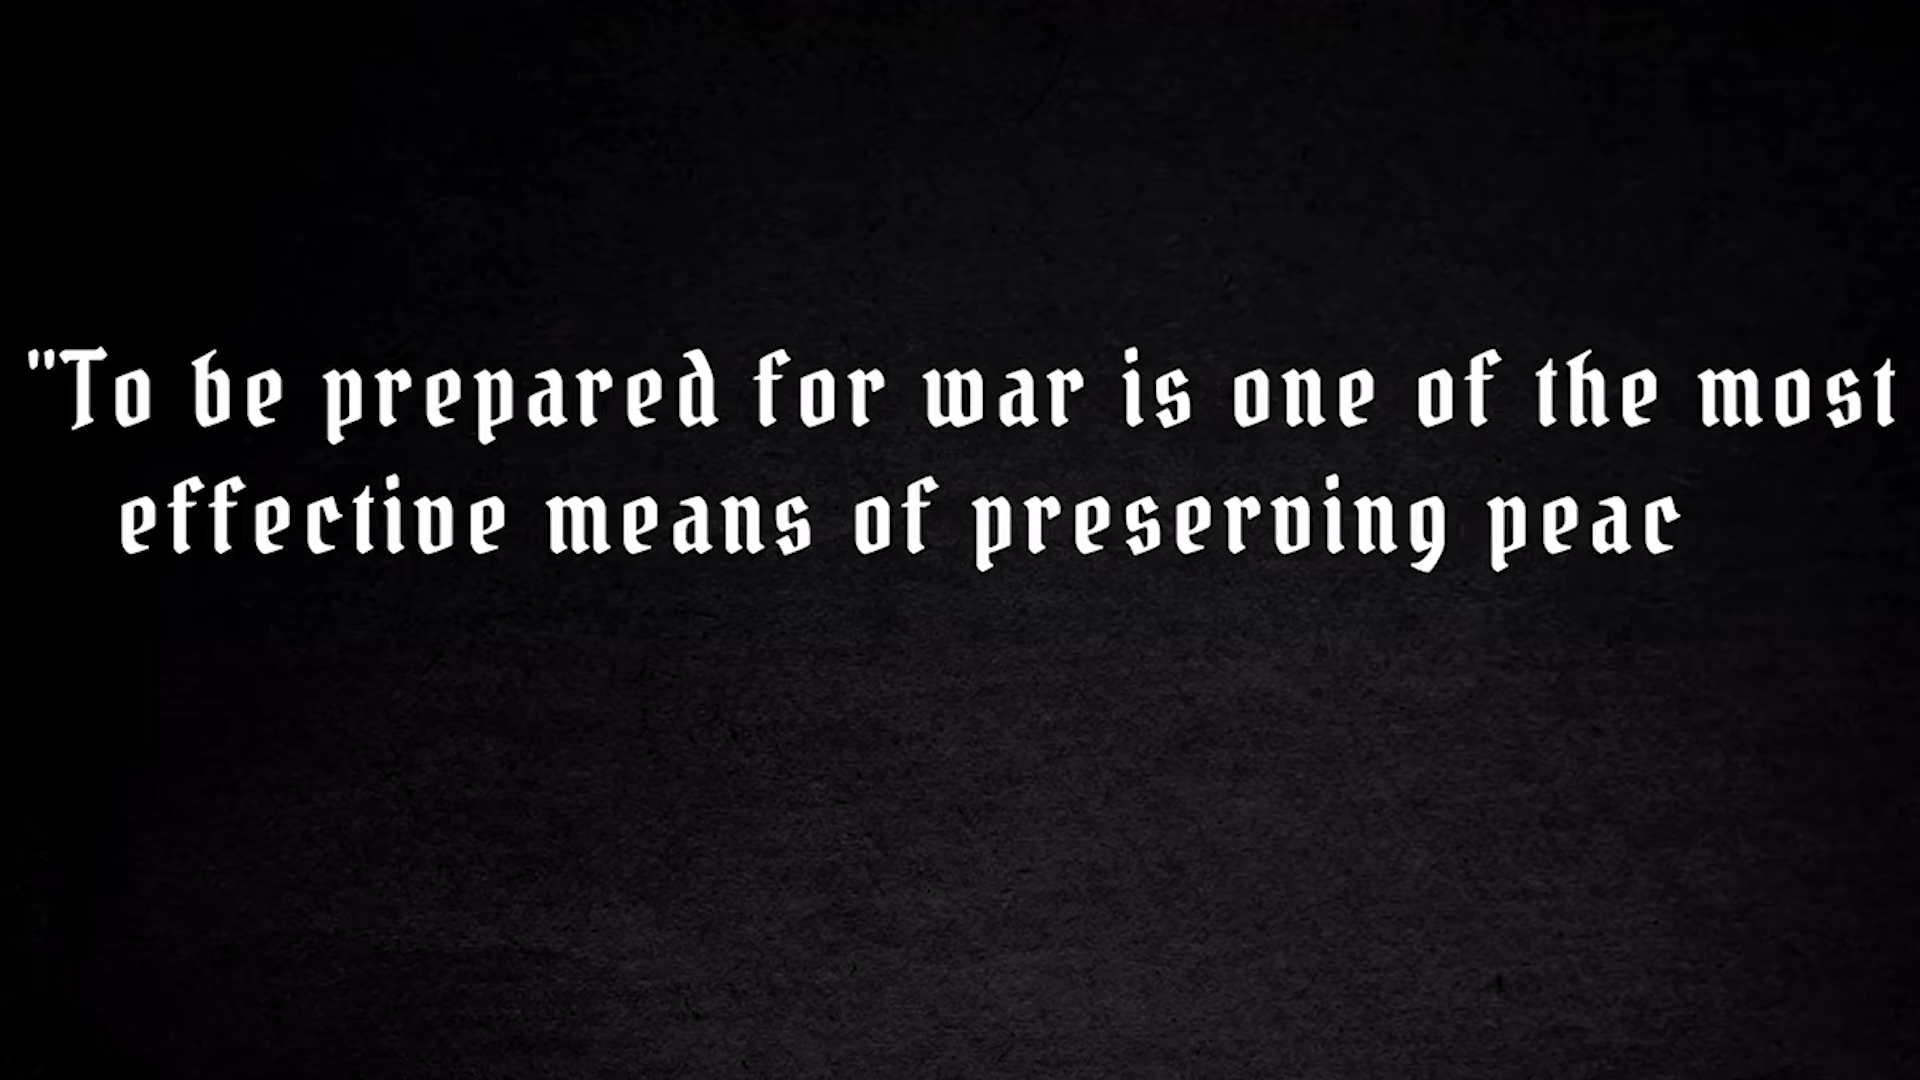 "To be prepared for war is one of the most
effective means of preserving peac